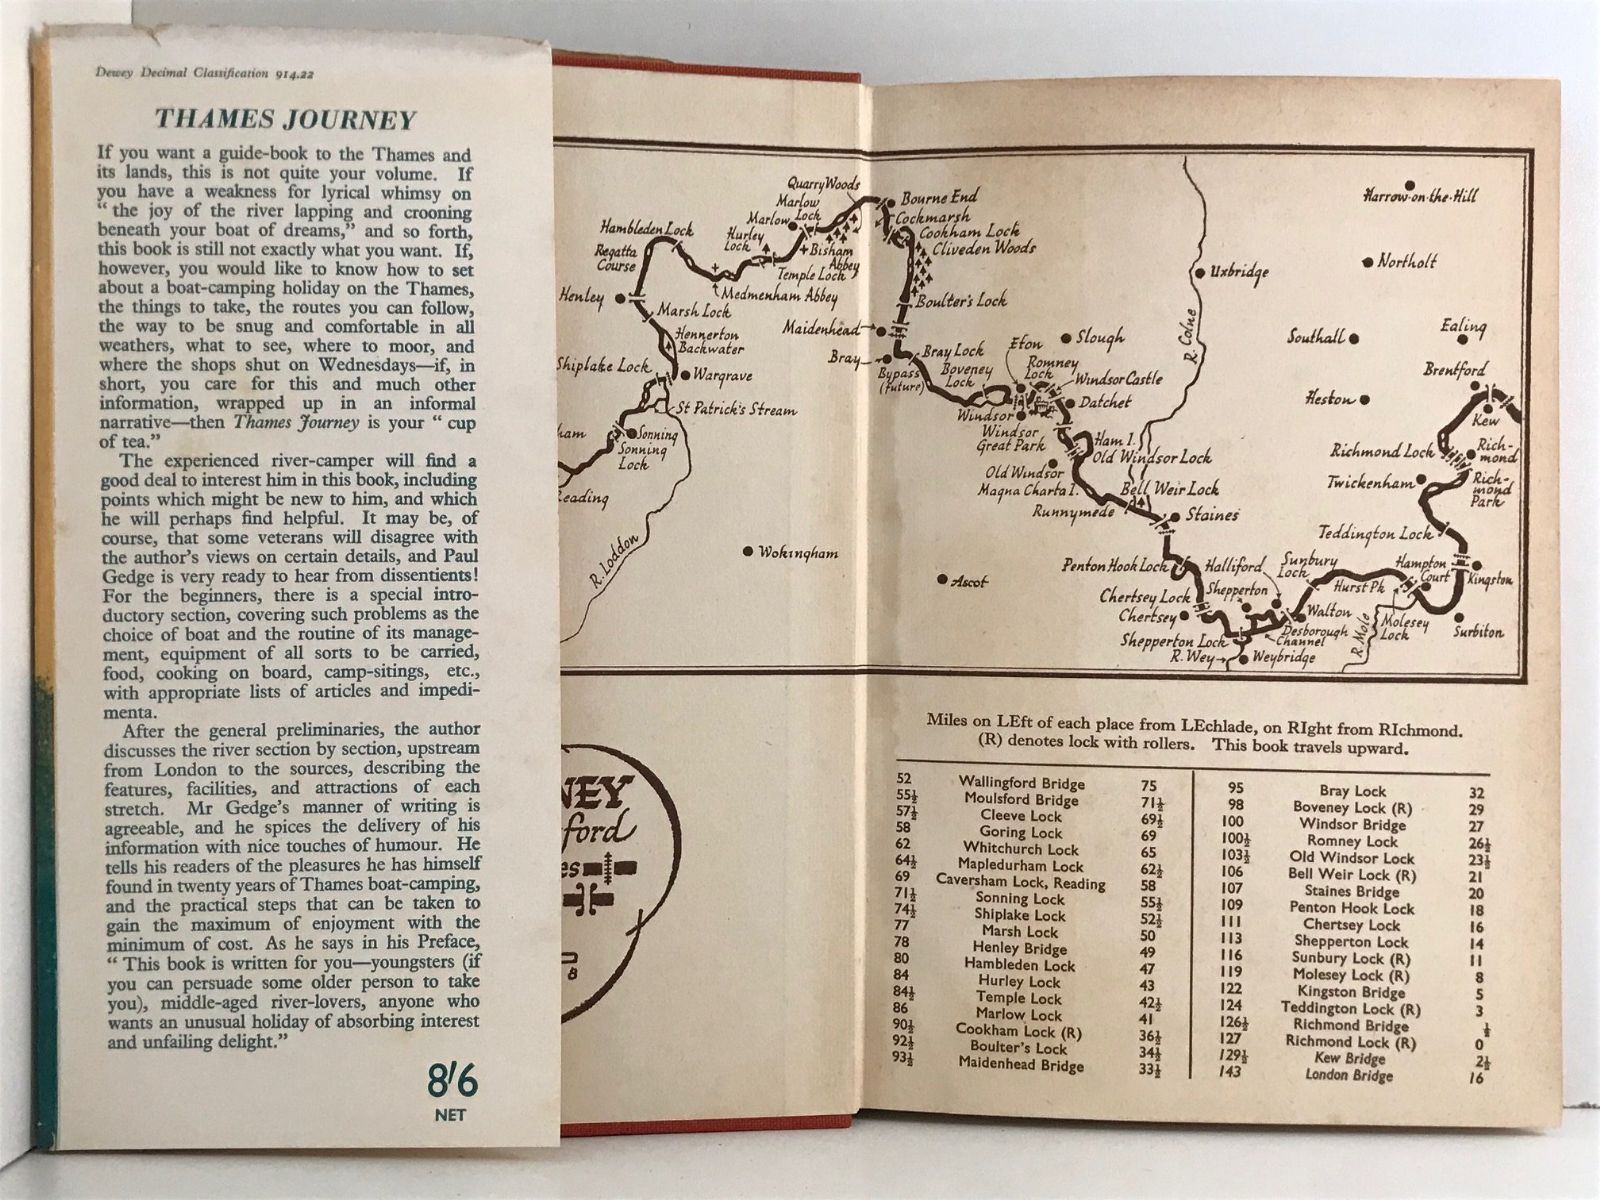 Dewey Decimal Classification 914.22
THAMES JOURNEY
If you want a guide-book to the Thames and
its lands, this is not quite your volume. If
you have a weakness for lyrical whimsy on
“ the joy of the river lapping and crooning
beneath your boat of dreams,” and so forth,
this book is still not exactly what you want. If,
however, you would like to know how to set
about a boat-camping holiday on the Thames,
the things to take, the routes you can follow,
the way to be snug and comfortable in all
weathers, what to see, where to moor, and
where the shops shut on Wednesdays—if, in
short, you care for this and much other
information, wrapped up in an informal
narrative—then Thames Journey is your “ cup
of tea.”
The experienced river-camper will find a
good deal to interest him in this book, including
points which might be new to him, and which
he will perhaps find helpful. It may be, of
course, that some veterans will disagree with
the author's views on certain details, and Paul
Gedge is very ready to hear from dissentients!
For the beginners, there is a special intro-
ductory section, covering such problems as the
choice of boat and the routine of its manage-
ment, equipment of all sorts to be carried,
food, cooking on board, camp-sitings, etc.,
with appropriate lists of articles and impedi-
menta.
After the general preliminaries, the author
discusses the river section by section, upstream
from London to the sources, describing the
features, facilities, and attractions of each
stretch. Mr Gedge's manner of writing is
agreeable, and he spices the delivery of his
information with nice touches of humour. He
tells his readers of the pleasures he has himself
found in twenty years of Thames boat-camping,
and the practical steps that can be taken to
gain the maximum of enjoyment with the
minimum of cost. As he says in his Preface,
“ This book is written for you—youngsters (if
you can persuade some older person to take
you), middle-aged river-lovers, anyone who
wants an unusual holiday of absorbing interest
and unfailing delight.”
8/6
NET
Quarry Woods
Marlow
Lock
Marlow
Hurley
Lock
Hambleden Lock
Regatta
Course
Bisham
Abbey
Temple Lock
Medmenham Abbey
Henley
Marsh Lock
Hennerton
Backwater
Shiplake Lock
Wargrave
St Patrick's Stream
ham
Sonning
Sonning
Lock
eading
R. Loddon
Wokingham
Bourne End
Cockmarsh
Cookham Lock
Cliveden Woods
Boulter's Lock
Maidenhead
Bray
Bray Lock
Bypass
(future)
Boveney
Lock
Eton
Romney
Lock
Slough
Windsor Castle
Datchet
Windsor
Windsor
Great Park
Ham I.
Old Windsor Lock
Old Windsor
Magna Charta I.
Bell Weir Lock
Runnymede
Staines
Uxbridge
R. Colne
Harrow-on-the-Hill
Northolt
Southall
Ealing
Brentford
Heston
Kew
Richmond Lock
Rich-
mond
Twickenham
Rich-
mond
Park
Teddington Lock
Kingston
Surbiton
Hampton
Court
Molesey
Lock
R. Mole
Hurst Pk
Sunbury
Lock
Halliford
Shepperton
Walton
Desborough
Channel
Penton Hook Lock
Chertsey Lock
Chertsey
Shepperton Lock
R. Wey
Weybridge
Ascot
NEY
ford
es
8
Miles on LEft of each place from LEchlade, on RIght from RIchmond.
(R) denotes lock with rollers. This book travels upward.
52 Wallingford Bridge 75
55½ Moulsford Bridge 71½
57½ Cleeve Lock 69½
58 Goring Lock 69
62 Whitchurch Lock 65
64½ Mapledurham Lock 62½
69 Caversham Lock, Reading 58
71½ Sonning Lock 55½
74½ Shiplake Lock 52½
77 Marsh Lock 50
78 Henley Bridge 49
80 Hambleden Lock 47
84 Hurley Lock 43
84½ Temple Lock 42½
86 Marlow Lock 41
90½ Cookham Lock (R) 36½
92½ Boulter's Lock 34½
93½ Maidenhead Bridge 33½
95 Bray Lock 32
98 Boveney Lock (R) 29
100 Windsor Bridge 27
100½ Romney Lock 26½
103½ Old Windsor Lock 23½
106 Bell Weir Lock (R) 21
107 Staines Bridge 20
109 Penton Hook Lock 18
111 Chertsey Lock 16
113 Shepperton Lock 14
116 Sunbury Lock (R) 11
119 Molesey Lock (R) 8
122 Kingston Bridge 5
124 Teddington Lock (R) 3
126½ Richmond Bridge ½
127 Richmond Lock (R) 0
129½ Kew Bridge 2½
143 London Bridge 16